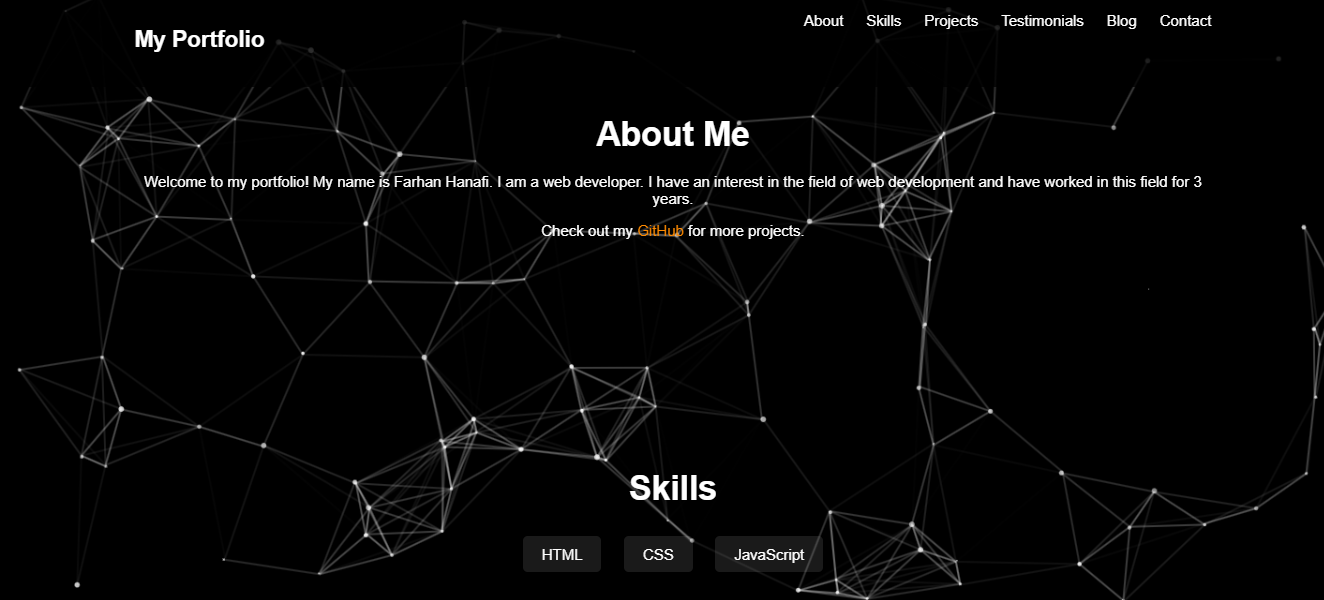 My Portfolio
About Skills Projects Testimonials Blog Contact
About Me
Welcome to my portfolio! My name is Farhan Hanafi. I am a web developer. I have an interest in the field of web development and have worked in this field for 3
years.
Check out my GitHub for more projects.
Skills
HTML CSS JavaScript